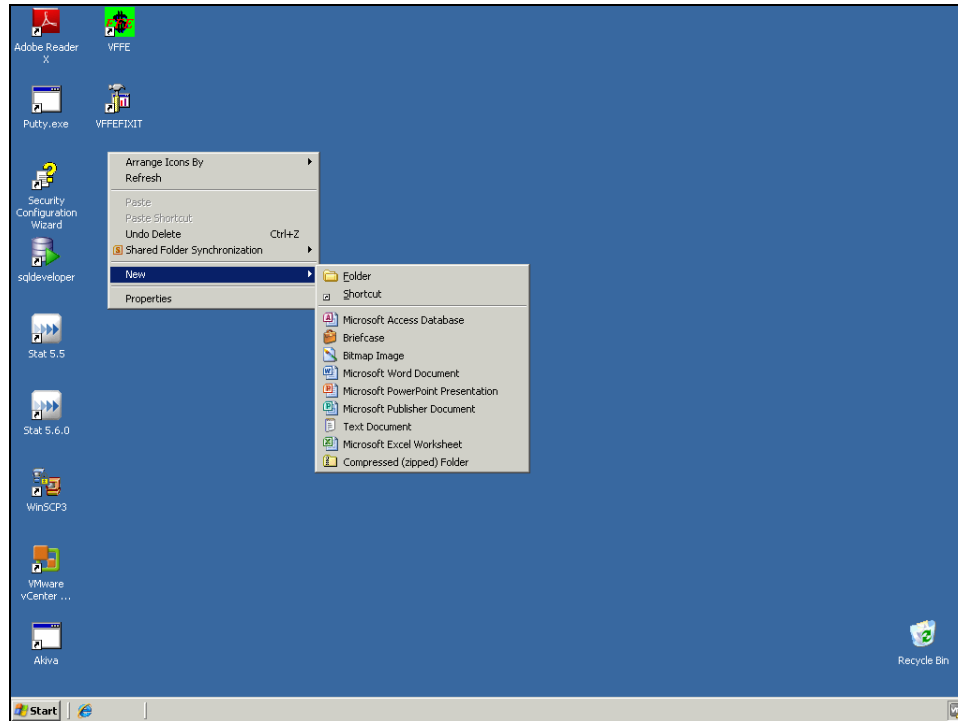 Adobe Reader
X
VFFE
Putty.exe
VFFEFIXIT
Security
Configuration
Wizard
sqldeveloper
Stat 5.5
Stat 5.6.0
WinSCP3
VMware
vCenter ...
Akiva
Arrange Icons By
Refresh
Paste
Paste Shortcut
Undo Delete Ctrl+Z
Shared Folder Synchronization
New
Properties
Folder
Shortcut
Microsoft Access Database
Briefcase
Bitmap Image
Microsoft Word Document
Microsoft PowerPoint Presentation
Microsoft Publisher Document
Text Document
Microsoft Excel Worksheet
Compressed (zipped) Folder
Recycle Bin
Start